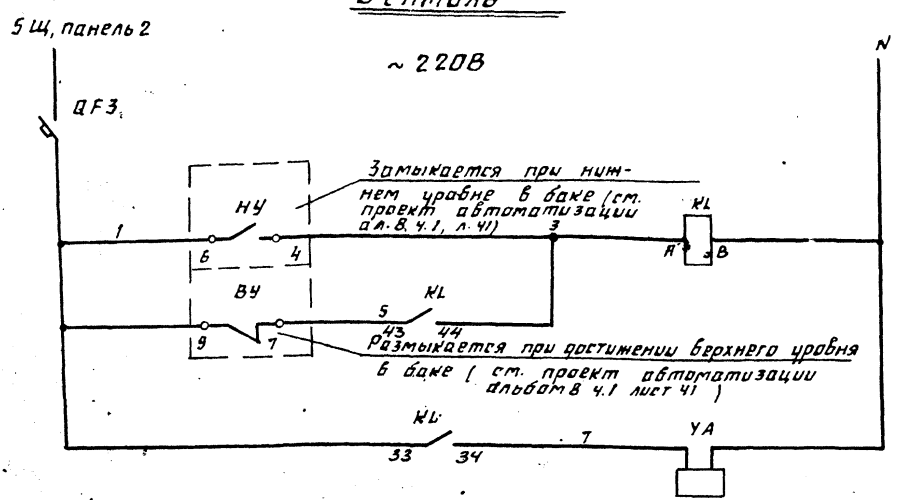 Вентиль
5 Щ, панель 2
N
~ 220В
QF3
Замыкается при ниж-
нем уровне в баке (см.
проект автоматизации
ал. 8, ч.1, л. 41)
НУ
KL
1
6
4
3
А
В
ВУ
KL
5
9
7
43
44
Размыкается при достижении верхнего уровня
в баке ( см. проект автоматизации
альбом 8 ч.1 лист 41 )
KL
YA
33
34
7